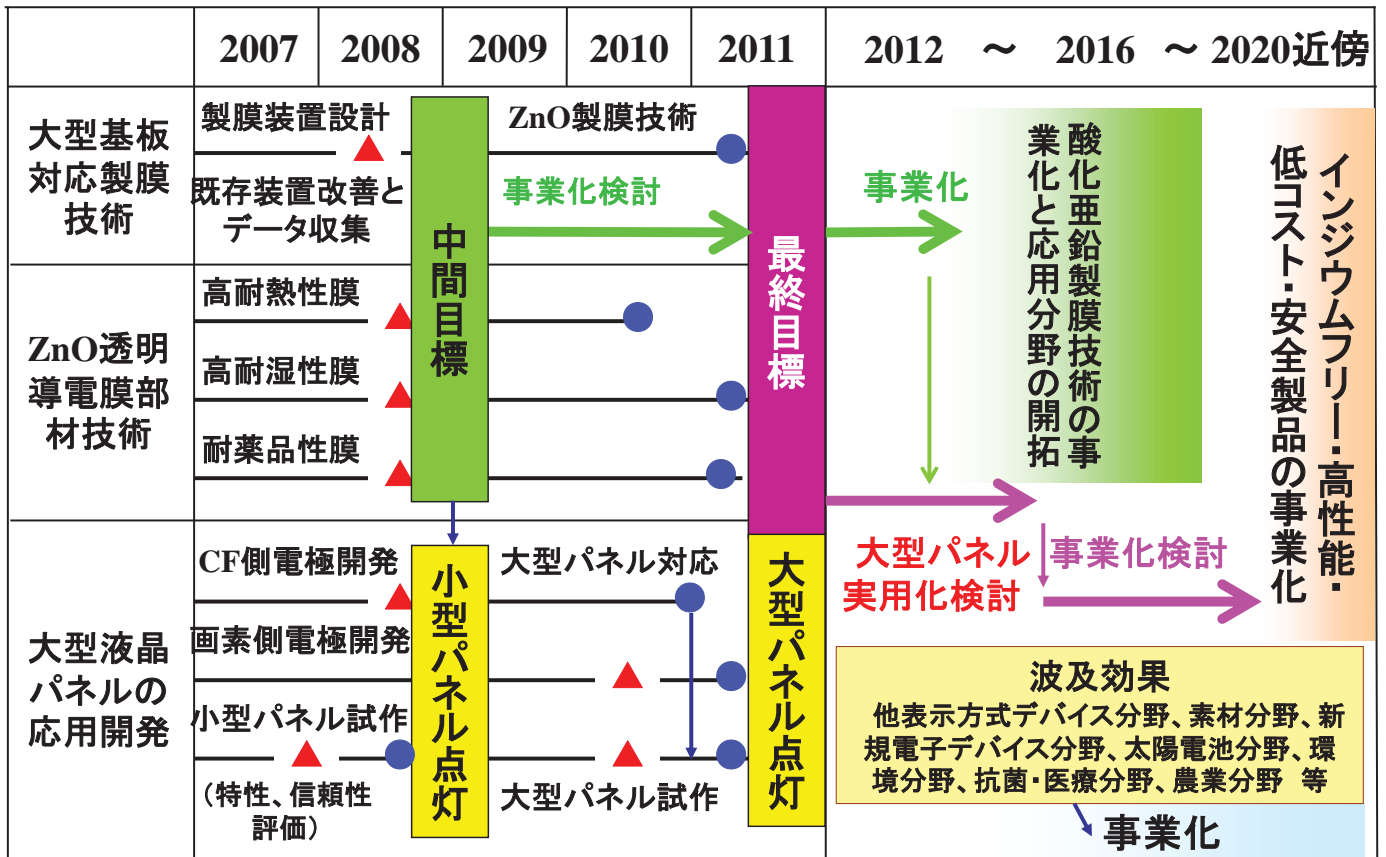 2007
2008
2009
2010
2011
2012 ～ 2016 ～ 2020近傍
大型基板
対応製膜
技術
製膜装置設計
既存装置改善と
データ収集
ZnO製膜技術
事業化検討
事業化
ZnO透明
導電膜部
材技術
高耐熱性膜
高耐湿性膜
耐薬品性膜
中間目標
最終目標
酸化亜鉛製膜技術の事
業化と応用分野の開拓
インジウムフリー・高性能・
低コスト・安全製品の事業化
大型液晶
パネルの
応用開発
CF側電極開発
画素側電極開発
小型パネル試作
（特性、信頼性
評価）
小型パネル点灯
大型パネル対応
大型パネル試作
大型パネル点灯
大型パネル
実用化検討
事業化検討
波及効果
他表示方式デバイス分野、素材分野、新
規電子デバイス分野、太陽電池分野、環
境分野、抗菌・医療分野、農業分野 等
事業化